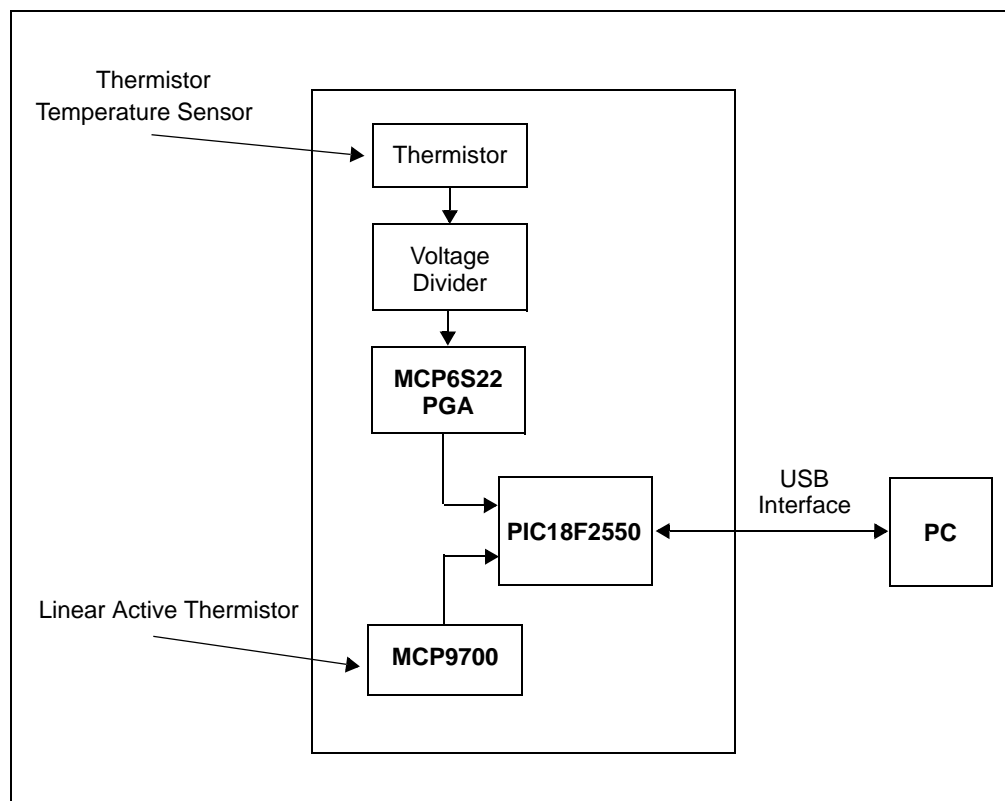 Thermistor
Temperature Sensor
Thermistor
Voltage
Divider
MCP6S22
PGA
USB
Interface
PIC18F2550
PC
Linear Active Thermistor
MCP9700